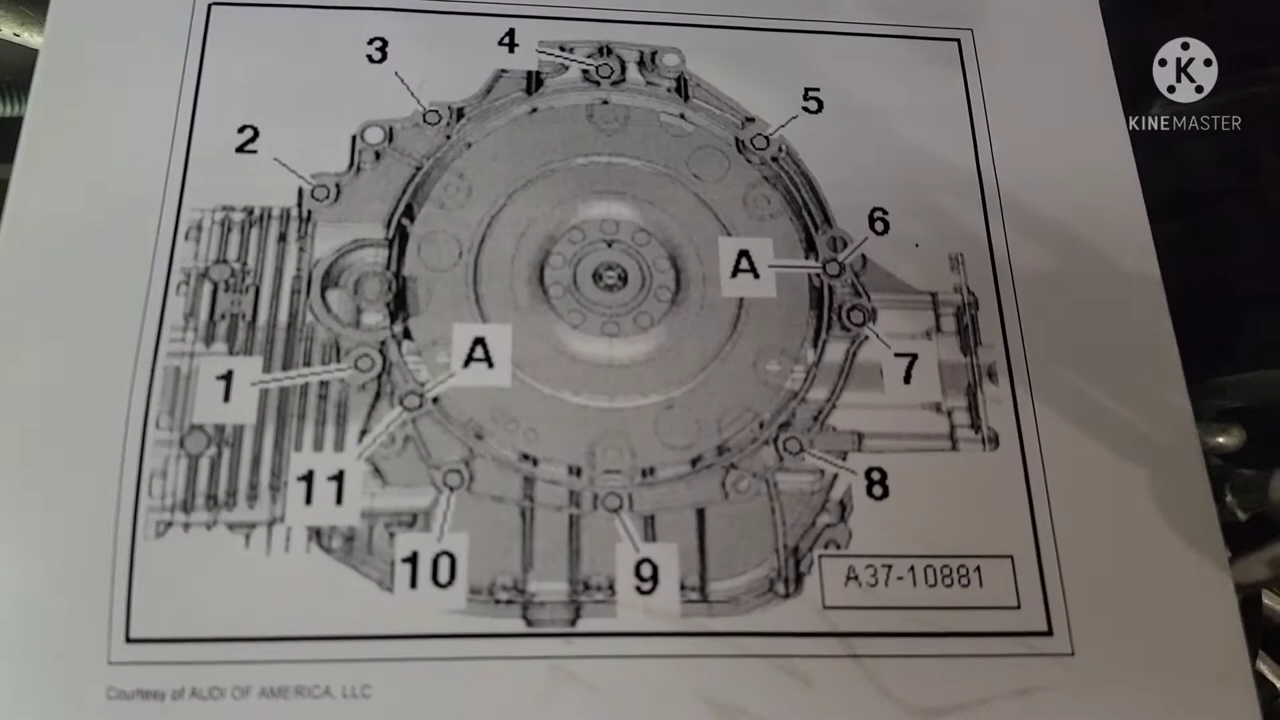 4
3
5
2
6
A
A
7
1
11
8
10
9
A37-10881
Courtesy of AUDI OF AMERICA, LLC
K
KINEMASTER